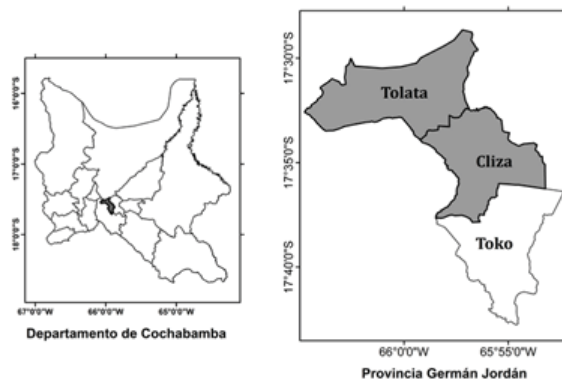 16°0'0"S
17°0'0"S
18°0'0"S
67°0'0"W 66°0'0"W 65°0'0"W
Departamento de Cochabamba
17°30'0"S
17°35'0"S
17°40'0"S
Tolata
Cliza
Toko
66°0'0"W 65°55'0"W
Provincia Germán Jordán